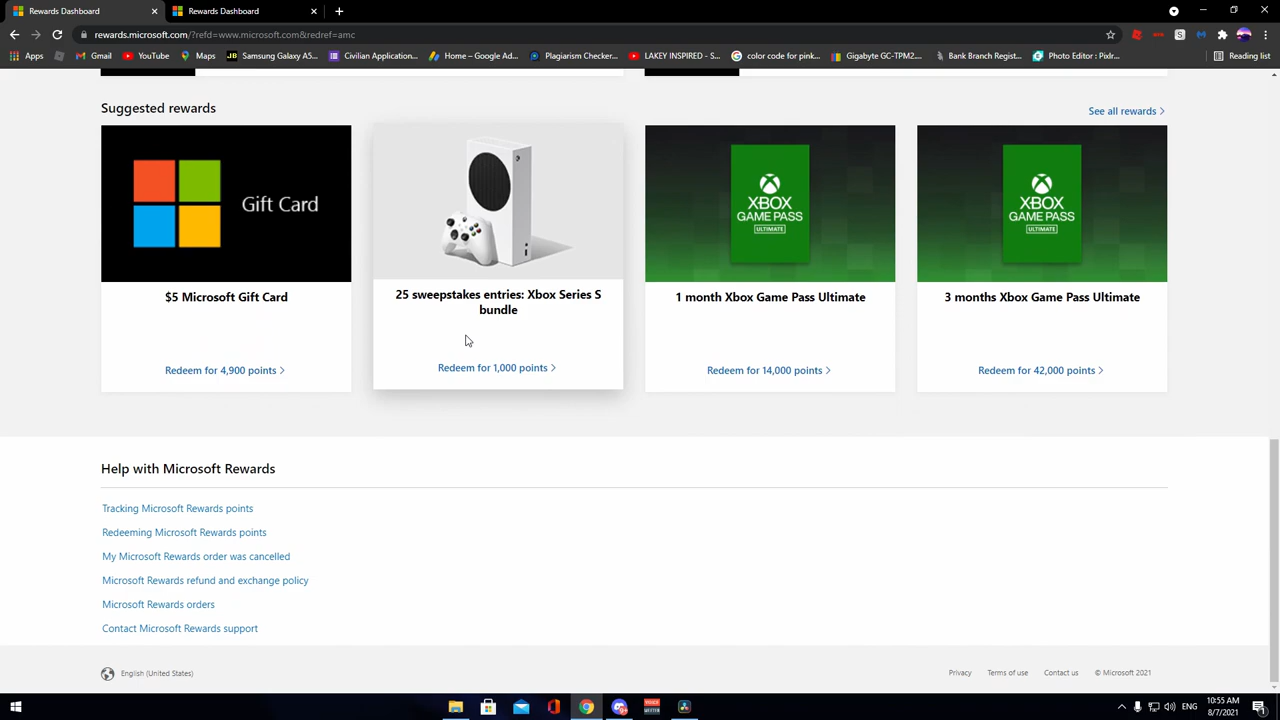 Rewards Dashboard
Rewards Dashboard
rewards.microsoft.com/?refd=www.microsoft.com&redref=amc
Apps
Gmail
YouTube
Maps
Samsung Galaxy A5...
Civilian Application...
Home – Google Ad...
Plagiarism Checker...
LAKEY INSPIRED - S...
color code for pink...
Gigabyte GC-TPM2...
Bank Branch Regist...
Photo Editor : Pixlr...
Reading list
Suggested rewards
See all rewards
Gift Card
XBOX
GAME PASS
ULTIMATE
XBOX
GAME PASS
ULTIMATE
$5 Microsoft Gift Card
25 sweepstakes entries: Xbox Series S
bundle
1 month Xbox Game Pass Ultimate
3 months Xbox Game Pass Ultimate
Redeem for 4,900 points
Redeem for 1,000 points
Redeem for 14,000 points
Redeem for 42,000 points
Help with Microsoft Rewards
Tracking Microsoft Rewards points
Redeeming Microsoft Rewards points
My Microsoft Rewards order was cancelled
Microsoft Rewards refund and exchange policy
Microsoft Rewards orders
Contact Microsoft Rewards support
English (United States)
Privacy
Terms of use
Contact us
© Microsoft 2021
ENG
10:55 AM
8/7/2021